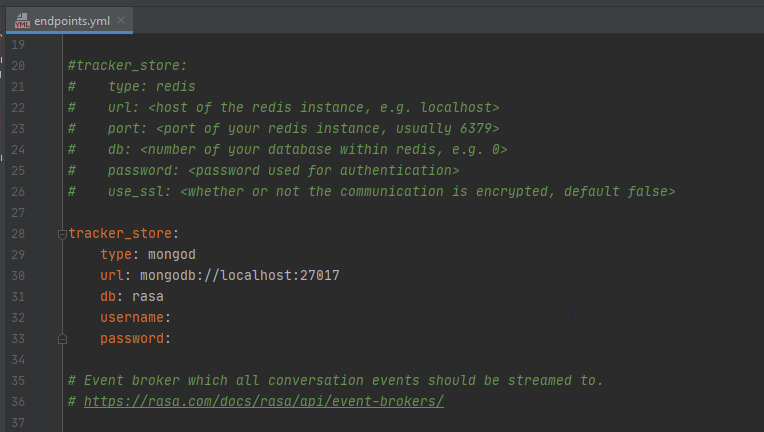 endpoints.yml
19
20 #tracker_store:
21 #    type: redis
22 #    url: <host of the redis instance, e.g. localhost>
23 #    port: <port of your redis instance, usually 6379>
24 #    db: <number of your database within redis, e.g. 0>
25 #    password: <password used for authentication>
26 #    use_ssl: <whether or not the communication is encrypted, default false>
27
28 tracker_store:
29     type: mongod
30     url: mongodb://localhost:27017
31     db: rasa
32     username:
33     password:
34
35 # Event broker which all conversation events should be streamed to.
36 # https://rasa.com/docs/rasa/api/event-brokers/
37